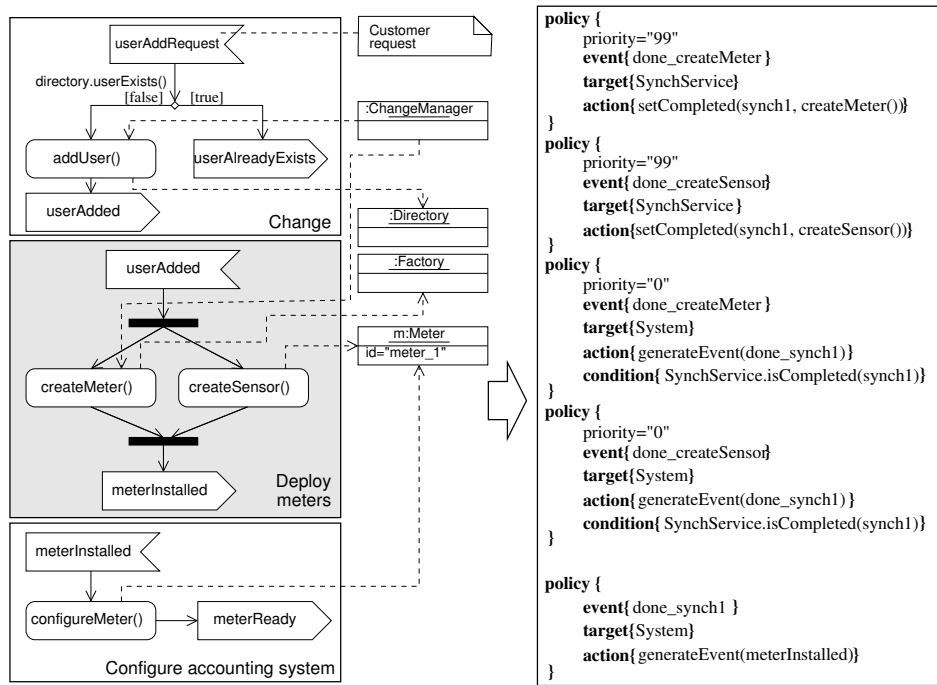 userAddRequest
directory.userExists()
[false]
[true]
addUser()
userAlreadyExists
userAdded
Change
userAdded
createMeter()
createSensor()
meterInstalled
Deploy
meters
meterInstalled
configureMeter()
meterReady
Configure accounting system
Customer
request
:ChangeManager
:Directory
:Factory
m:Meter
id="meter_1"
policy {
priority="99"
event{ done_createMeter }
target{SynchService}
action{ setCompleted(synch1, createMeter())}
}
policy {
priority="99"
event{ done_createSensor}
target{SynchService }
action{setCompleted(synch1, createSensor())}
}
policy {
priority="0"
event{ done_createMeter }
target{System}
action{generateEvent(done_synch1)}
condition{ SynchService.isCompleted(synch1)}
}
policy {
priority="0"
event{ done_createSensor}
target{System}
action{generateEvent(done_synch1) }
condition{ SynchService.isCompleted(synch1)}
}
policy {
event{ done_synch1 }
target{System}
action{generateEvent(meterInstalled)}
}